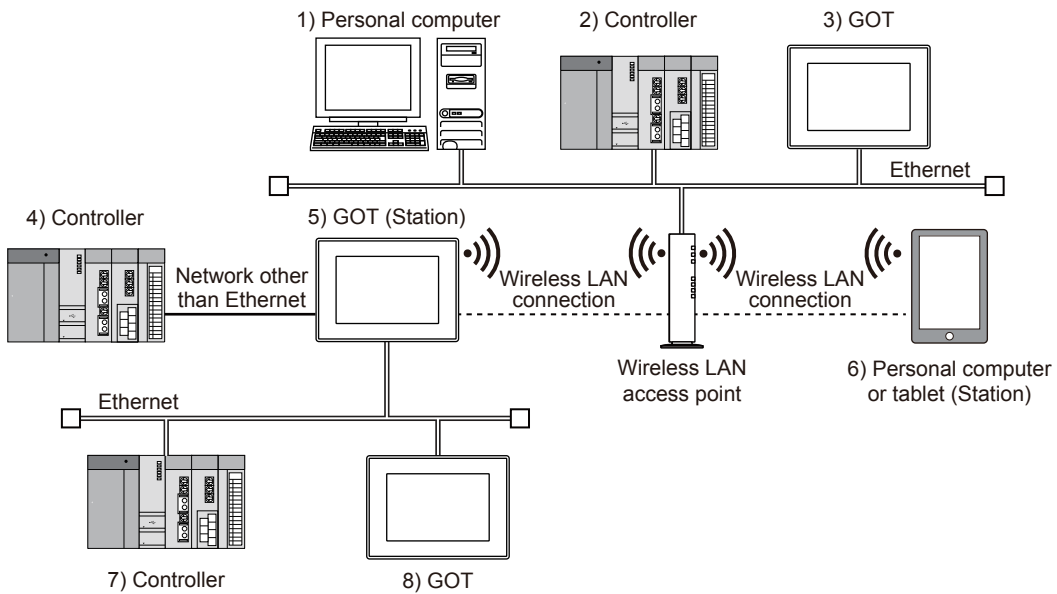 1) Personal computer
2) Controller
3) GOT
Ethernet
4) Controller
5) GOT (Station)
Network other
than Ethernet
Wireless LAN
connection
Wireless LAN
connection
Wireless LAN
access point
6) Personal computer
or tablet (Station)
Ethernet
7) Controller
8) GOT